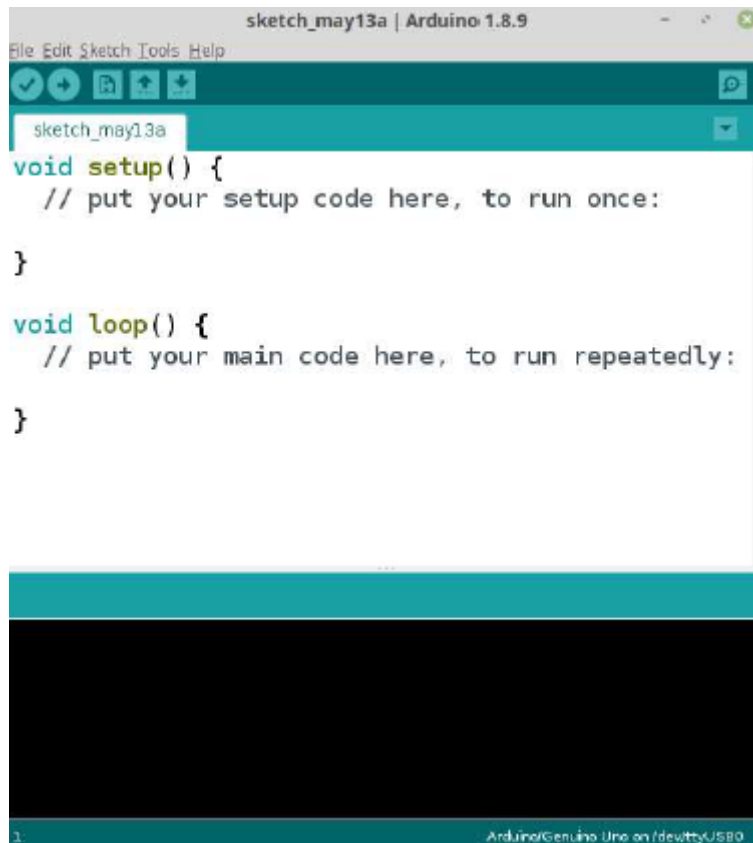 sketch_may13a | Arduino 1.8.9
File Edit Sketch Tools Help
sketch_may13a
void setup() {
  // put your setup code here, to run once:
}
void loop() {
  // put your main code here, to run repeatedly:
}
1 Arduino/Genuino Uno on /dev/ttyUSB0